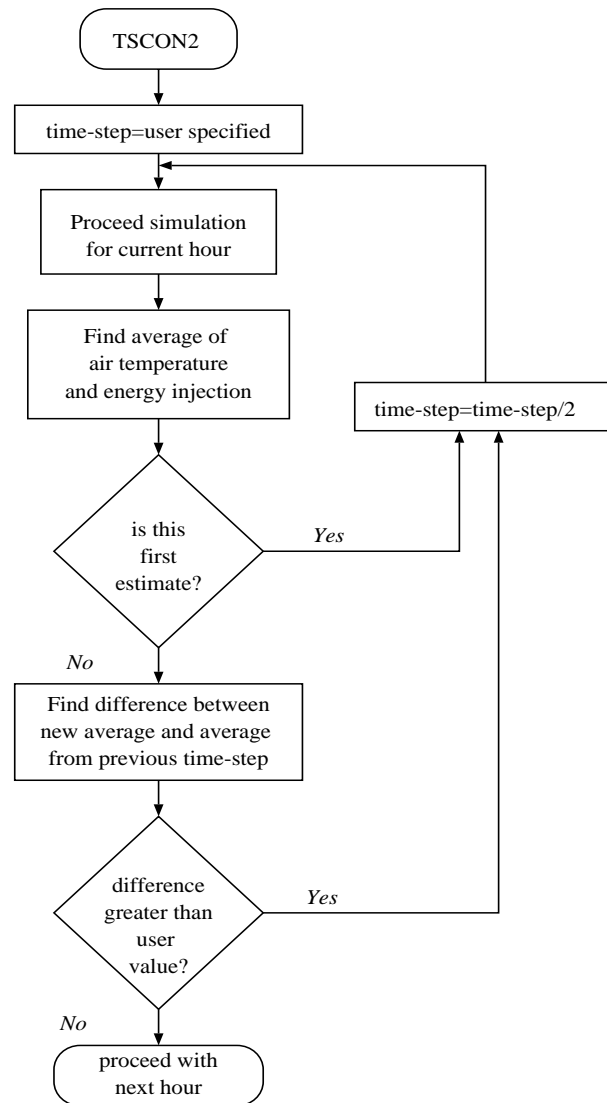 TSCON2
time-step=user specified
Proceed simulation
for current hour
Find average of
air temperature
and energy injection
time-step=time-step/2
is this
first
estimate?
Yes
No
Find difference between
new average and average
from previous time-step
difference
greater than
user
value?
Yes
No
proceed with
next hour